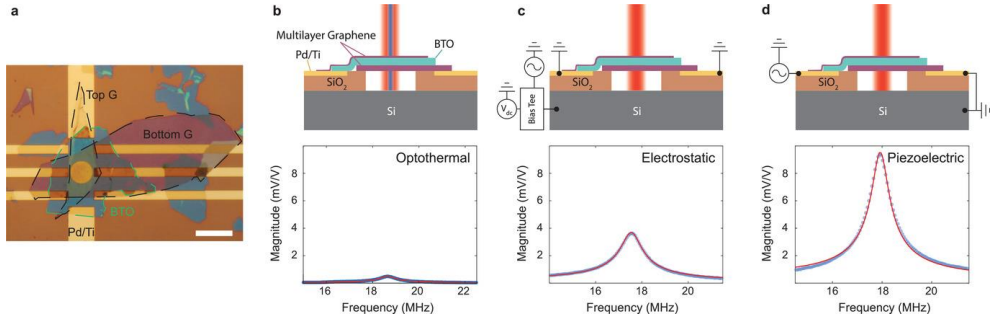 a
Top G
Bottom G
BTO
Pd/Ti
b
Multilayer Graphene
BTO
Pd/Ti
SiO2
Si
Optothermal
Magnitude (mV/V)
8
6
4
2
16
18
20
22
Frequency (MHz)
c
SiO2
Si
Vdc
Bias Tee
Electrostatic
Magnitude (mV/V)
8
6
4
2
16
18
20
Frequency (MHz)
d
SiO2
Si
Piezoelectric
Magnitude (mV/V)
8
6
4
2
16
18
20
Frequency (MHz)